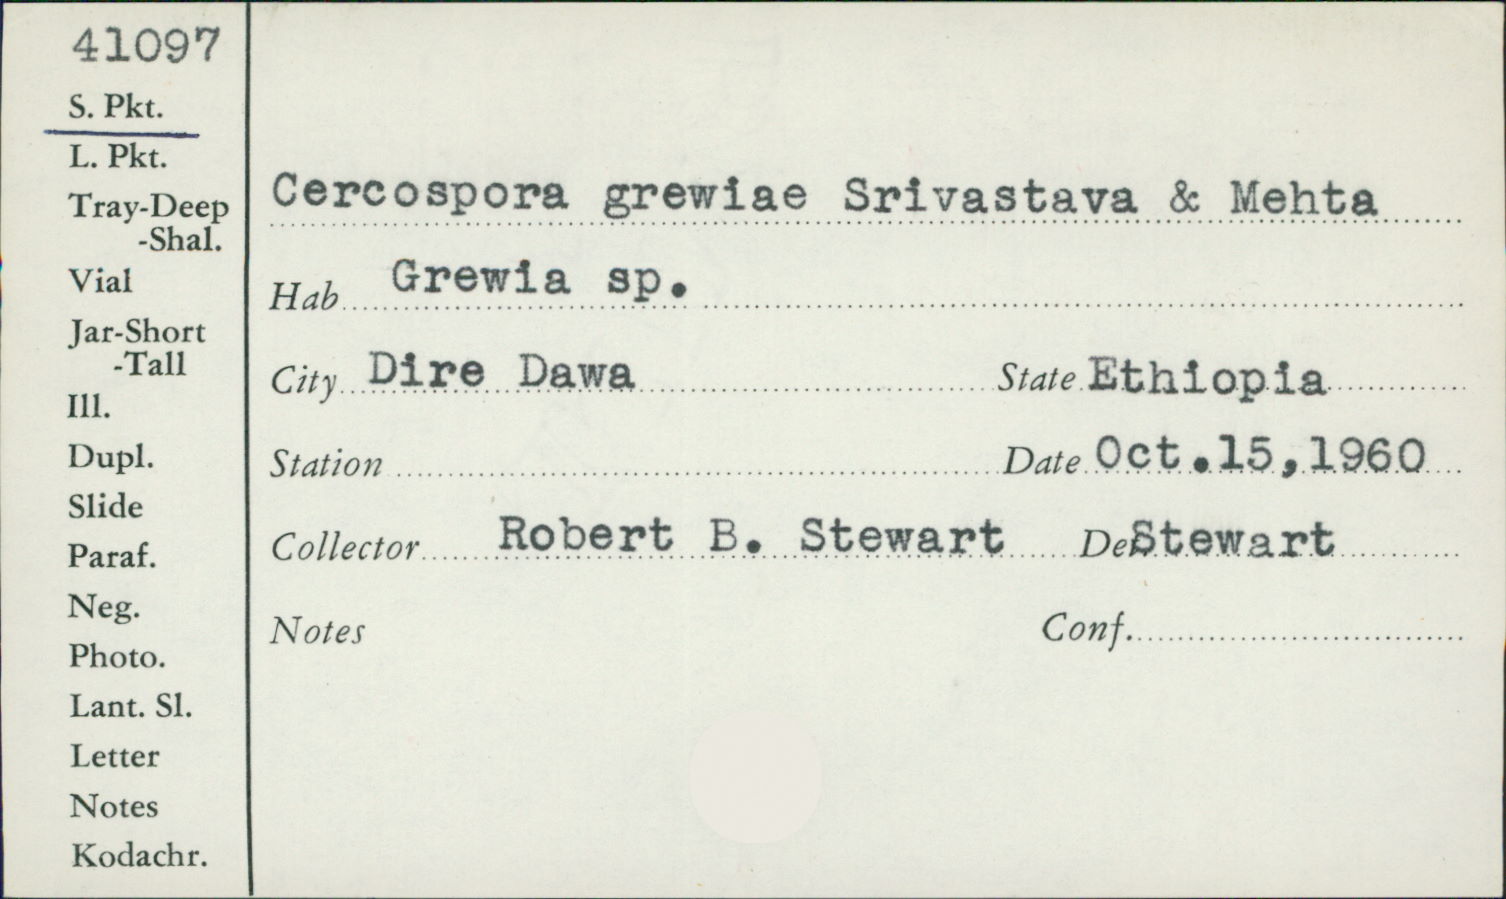 41097
S. Pkt.
L. Pkt.
Tray-Deep
-Shal.
Vial
Jar-Short
-Tall
Ill.
Dupl.
Slide
Paraf.
Neg.
Photo.
Lant. Sl.
Letter
Notes
Kodachr.
Cercospora grewiae Srivastava & Mehta
Hab Grewia sp.
City Dire Dawa State Ethiopia
Station Date Oct.15,1960
Collector Robert B. Stewart De Stewart
Notes Conf.